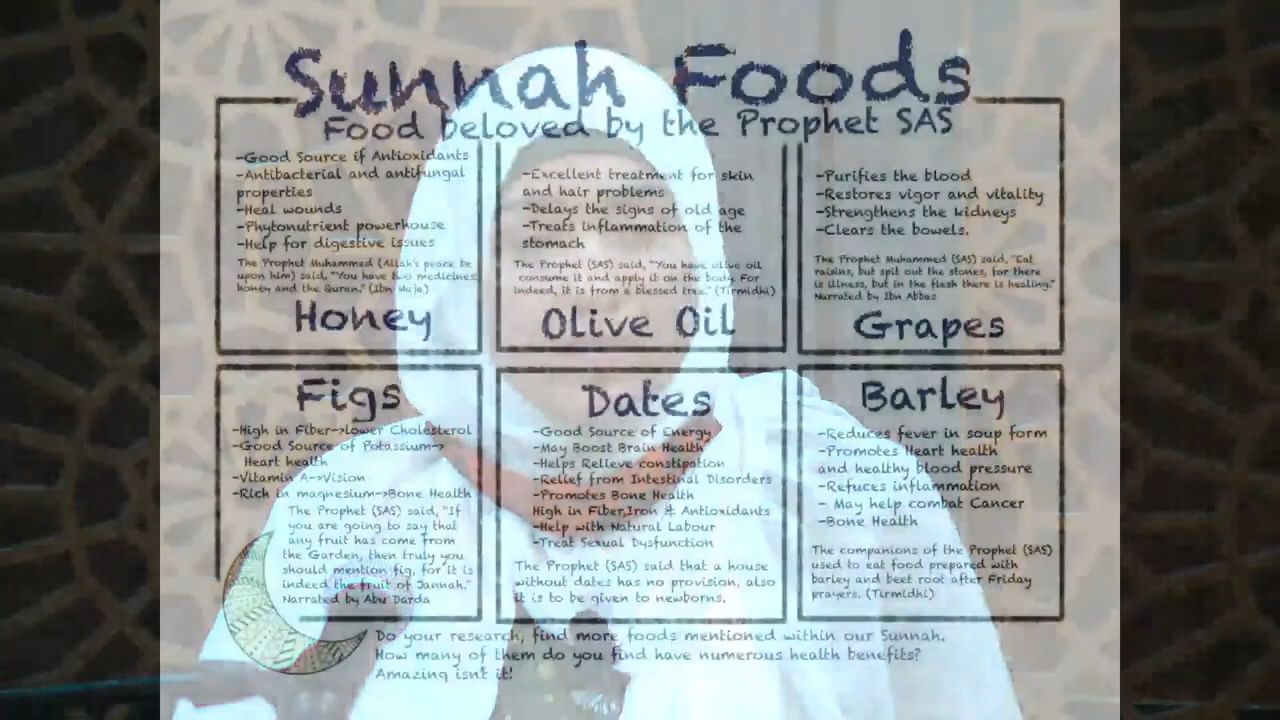 Sunnah Foods
Food beloved by the Prophet SAS
-Good Source if Antioxidants
-Antibacterial and antifungal
properties
-Heal wounds
-Phytonutrient powerhouse
-Help for digestive issues
The Prophet Muhammed (Allah's peace be
upon him) said, "You have two medicines:
honey and the Quran." (Ibn Maja)
Honey
-Excellent treatment for skin
and hair problems
-Delays the signs of old age
-Treats inflammation of the
stomach
The Prophet (SAS) said, "You have olive oil
consume it and apply it on the body. For
indeed, it is from a blessed tree." (Tirmidhi)
Olive Oil
-Purifies the blood
-Restores vigor and vitality
-Strengthens the kidneys
-Clears the bowels.
The Prophet Muhammed (SAS) said, "Eat
raisins, but spit out the stones, for there
is illness, but in the flesh there is healing."
Narrated by Ibn Abbas
Grapes
Figs
-High in Fiber->lower Cholesterol
-Good Source of Potassium->
Heart health
-Vitamin A->Vision
-Rich in magnesium->Bone Health
The Prophet (SAS) said, "If
you are going to say that
any fruit has come from
the Garden, then truly you
should mention fig, for it is
indeed the fruit of Jannah."
Narrated by Abu Darda
Dates
-Good Source of Energy
-May Boost Brain Health
-Helps Relieve constipation
-Relief from Intestinal Disorders
-Promotes Bone Health
High in Fiber,Iron & Antioxidants
-Help with Natural Labour
-Treat Sexual Dysfunction
The Prophet (SAS) said that a house
without dates has no provision, also
it is to be given to newborns.
Barley
-Reduces fever in soup form
-Promotes Heart health
and healthy blood pressure
-Refuces inflammation
- May help combat Cancer
-Bone Health
The companions of the Prophet (SAS)
used to eat food prepared with
barley and beet root after Friday
prayers. (Tirmidhi)
Do your research, find more foods mentioned within our Sunnah.
How many of them do you find have numerous health benefits?
Amazing isn't it!